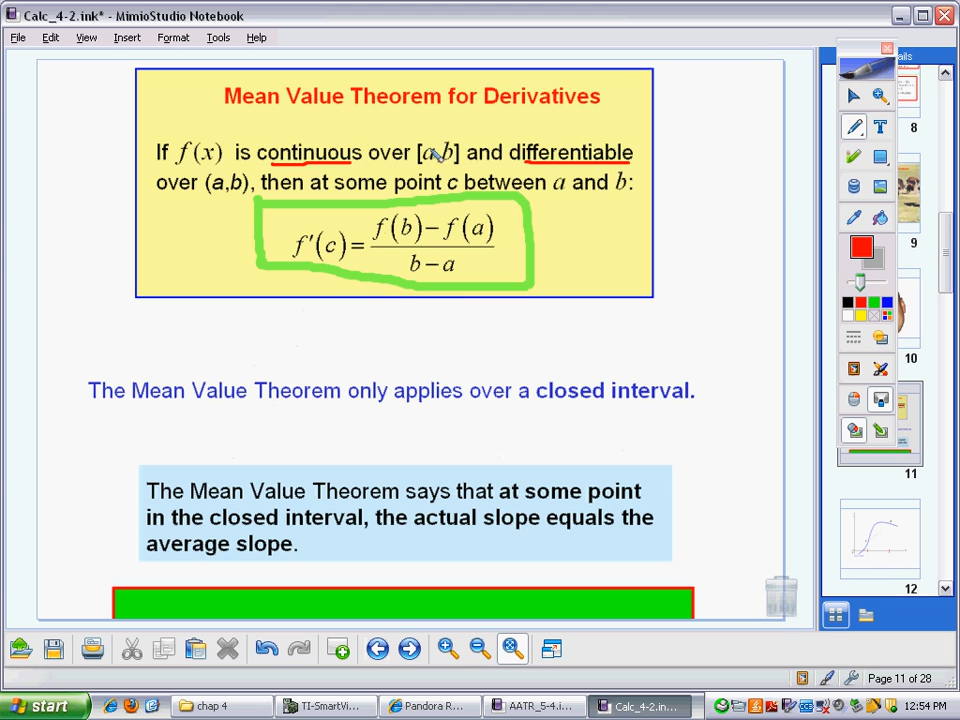 Calc_4-2.ink* - MimioStudio Notebook
File Edit View Insert Format Tools Help
Mean Value Theorem for Derivatives
If f(x) is continuous over [a,b] and differentiable
over (a,b), then at some point c between a and b:
f′(c) = f(b) − f(a) / b − a
The Mean Value Theorem only applies over a closed interval.
The Mean Value Theorem says that at some point
in the closed interval, the actual slope equals the
average slope.
ails
8
9
10
11
12
Page 11 of 28
start
chap 4
TI-SmartVi...
Pandora R...
AATR_5-4.i...
Calc_4-2.in...
12:54 PM